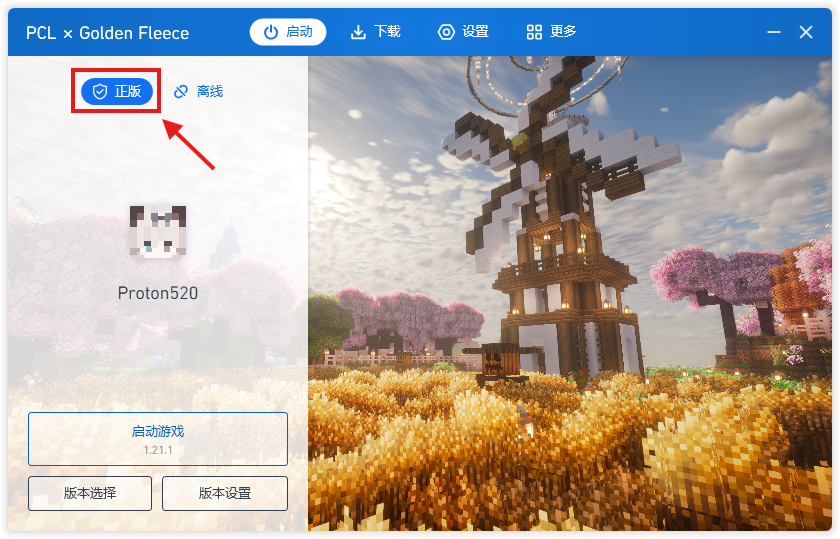 PCL × Golden Fleece
启动
下载
设置
更多
正版
离线
Proton520
启动游戏
1.21.1
版本选择
版本设置